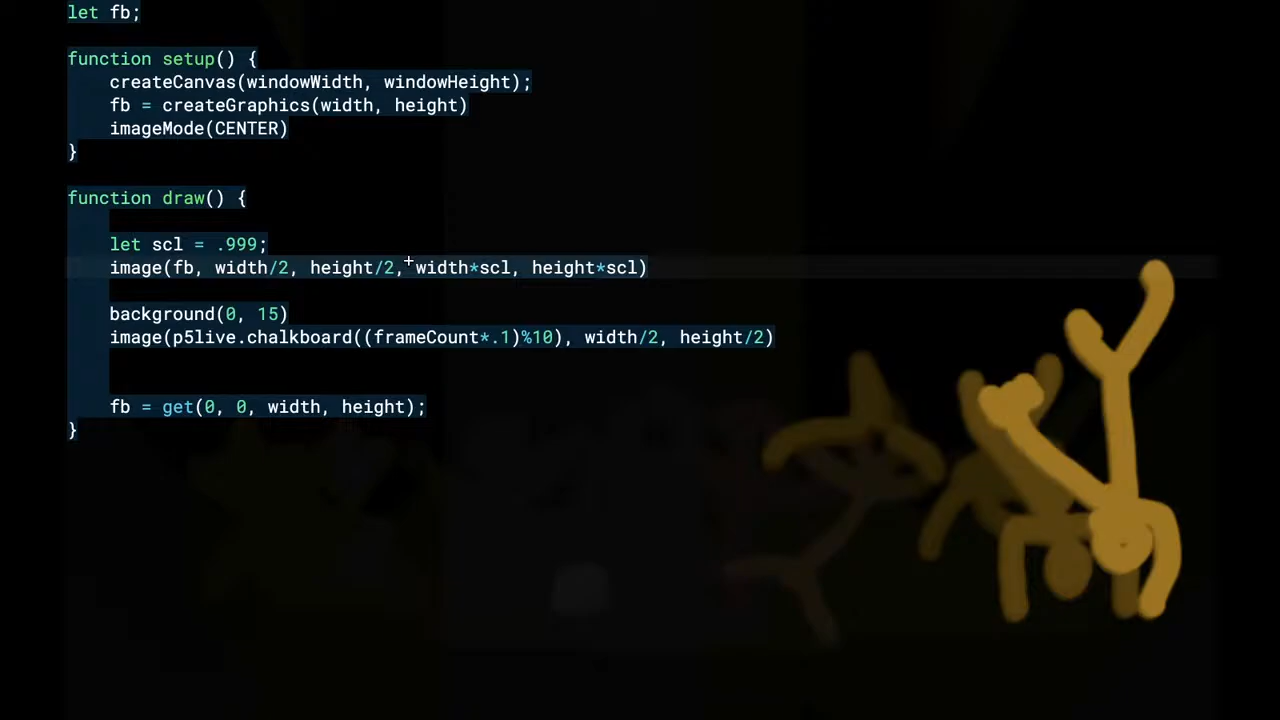 let fb;
function setup() {
createCanvas(windowWidth, windowHeight);
fb = createGraphics(width, height)
imageMode(CENTER)
}
function draw() {
let scl = .999;
image(fb, width/2, height/2, width*scl, height*scl)
background(0, 15)
image(p5live.chalkboard((frameCount*.1)%10), width/2, height/2)
fb = get(0, 0, width, height);
}